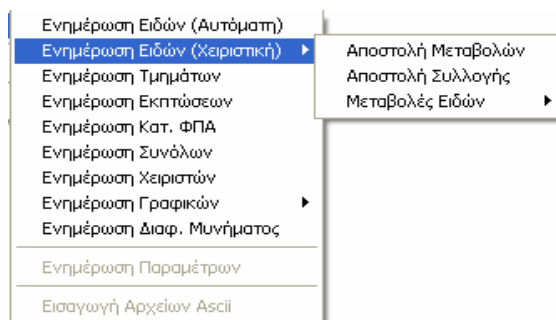 Ενημέρωση Ειδών (Αυτόματη)
Ενημέρωση Ειδών (Χειριστική)
Αποστολή Μεταβολών
Αποστολή Συλλογής
Μεταβολές Ειδών
Ενημέρωση Τμημάτων
Ενημέρωση Εκπτώσεων
Ενημέρωση Κατ. ΦΠΑ
Ενημέρωση Συνόλων
Ενημέρωση Χειριστών
Ενημέρωση Γραφικών
Ενημέρωση Διαφ. Μυνήματος
Ενημέρωση Παραμέτρων
Εισαγωγή Αρχείων Ascii